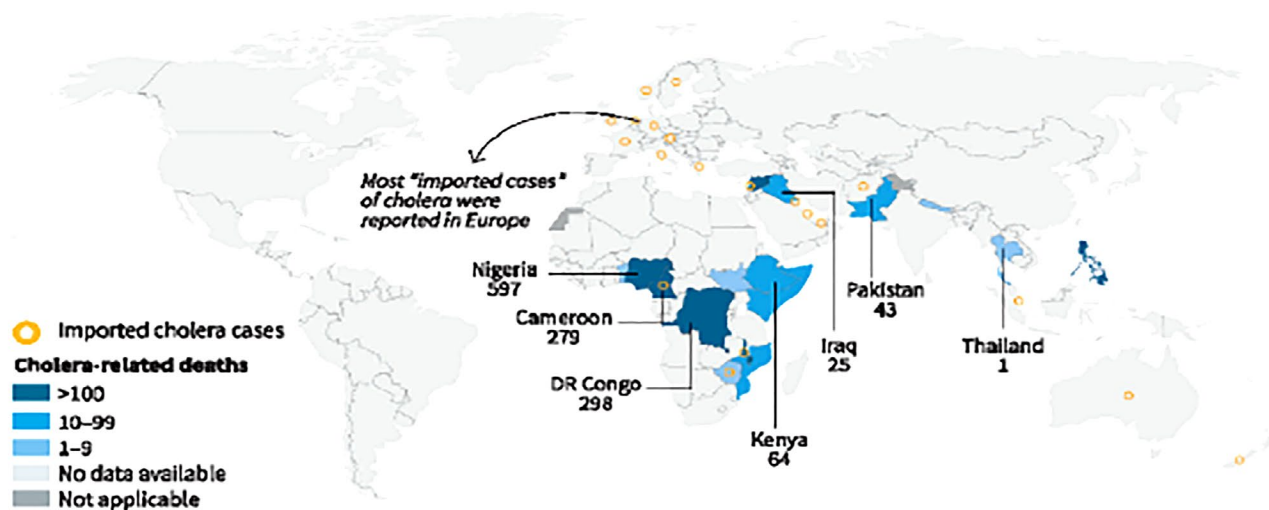 Most "imported cases"
of cholera were
reported in Europe
Nigeria
597
Cameroon
279
DR Congo
298
Kenya
64
Iraq
25
Pakistan
43
Thailand
1
Imported cholera cases
Cholera-related deaths
>100
10–99
1–9
No data available
Not applicable